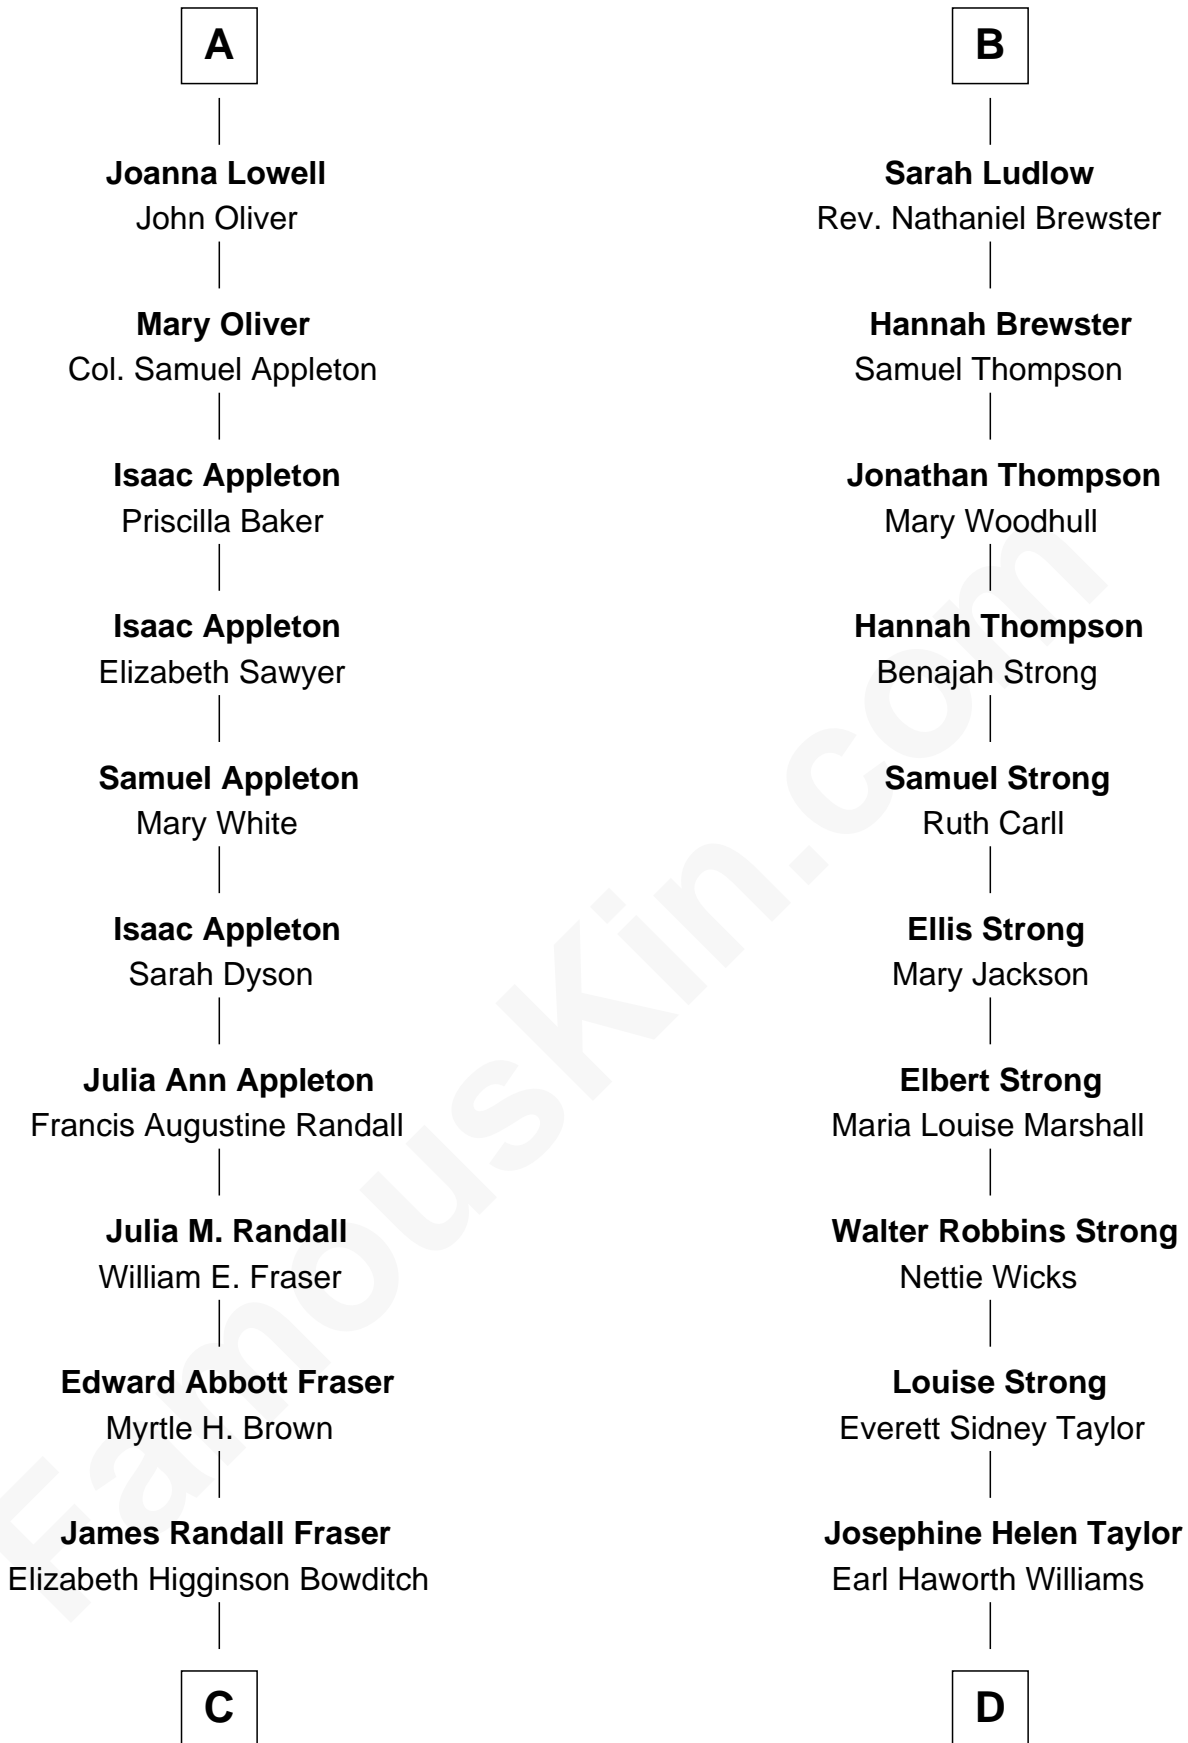 A
Joanna Lowell
John Oliver
Mary Oliver
Col. Samuel Appleton
Isaac Appleton
Priscilla Baker
Isaac Appleton
Elizabeth Sawyer
Samuel Appleton
Mary White
Isaac Appleton
Sarah Dyson
Julia Ann Appleton
Francis Augustine Randall
Julia M. Randall
William E. Fraser
Edward Abbott Fraser
Myrtle H. Brown
James Randall Fraser
Elizabeth Higginson Bowditch
C
B
Sarah Ludlow
Rev. Nathaniel Brewster
Hannah Brewster
Samuel Thompson
Jonathan Thompson
Mary Woodhull
Hannah Thompson
Benajah Strong
Samuel Strong
Ruth Carll
Ellis Strong
Mary Jackson
Elbert Strong
Maria Louise Marshall
Walter Robbins Strong
Nettie Wicks
Louise Strong
Everett Sidney Taylor
Josephine Helen Taylor
Earl Haworth Williams
D
FamousKin.com